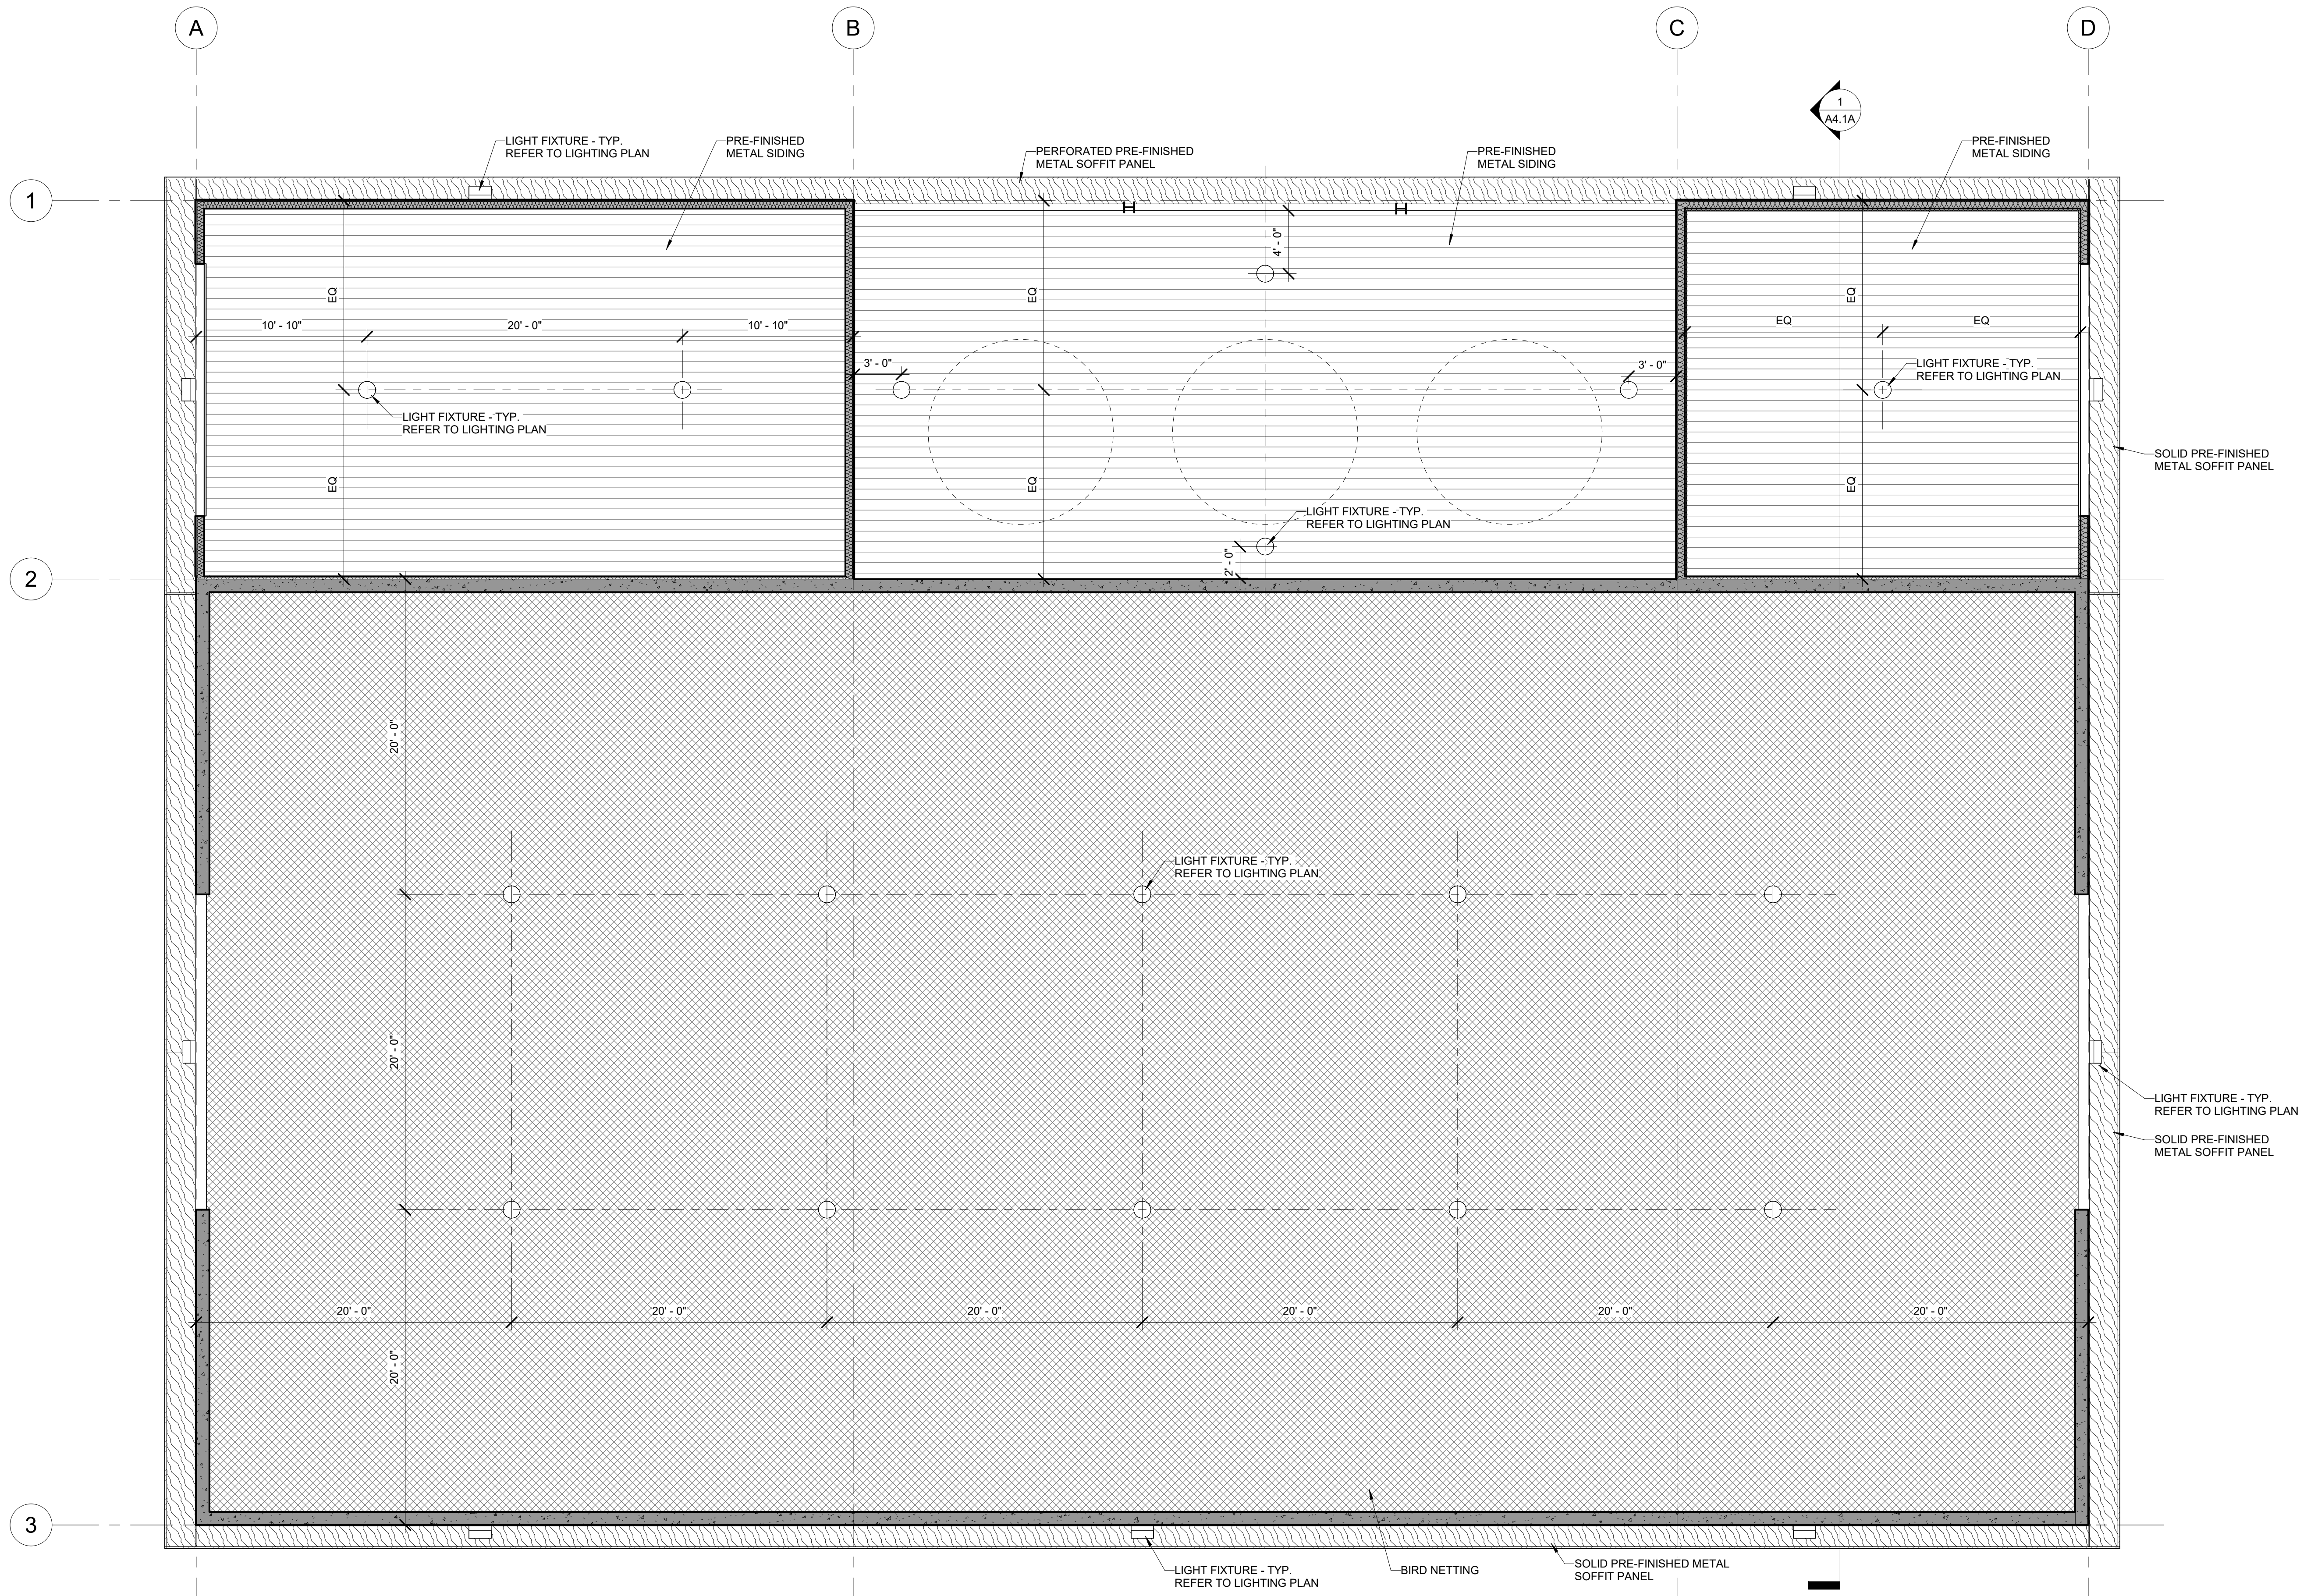 A
B
C
D
1
A4.1A
LIGHT FIXTURE - TYP.
REFER TO LIGHTING PLAN
PRE-FINISHED
METAL SIDING
PERFORATED PRE-FINISHED
METAL SOFFIT PANEL
PRE-FINISHED
METAL SIDING
PRE-FINISHED
METAL SIDING
1
4' - 0"
EQ
EQ
EQ
10' - 10"
20' - 0"
10' - 10"
EQ
EQ
3' - 0"
3' - 0"
LIGHT FIXTURE - TYP.
REFER TO LIGHTING PLAN
LIGHT FIXTURE - TYP.
REFER TO LIGHTING PLAN
SOLID PRE-FINISHED
METAL SOFFIT PANEL
EQ
EQ
EQ
LIGHT FIXTURE - TYP.
REFER TO LIGHTING PLAN
2' - 0"
2
20' - 0"
LIGHT FIXTURE - TYP.
REFER TO LIGHTING PLAN
20' - 0"
LIGHT FIXTURE - TYP.
REFER TO LIGHTING PLAN
SOLID PRE-FINISHED
METAL SOFFIT PANEL
20' - 0"
20' - 0"
20' - 0"
20' - 0"
20' - 0"
20' - 0"
20' - 0"
3
LIGHT FIXTURE - TYP.
REFER TO LIGHTING PLAN
BIRD NETTING
SOLID PRE-FINISHED METAL
SOFFIT PANEL